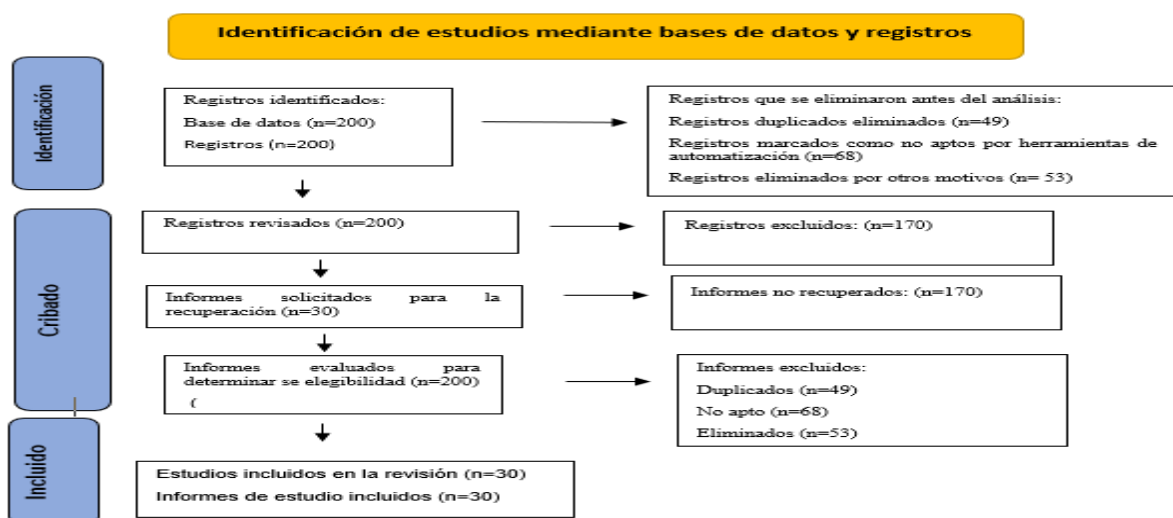 Identificación de estudios mediante bases de datos y registros
Identificación
Registros identificados:
Base de datos (n=200)
Registros (n=200)
Registros que se eliminaron antes del análisis:
Registros duplicados eliminados (n=49)
Registros marcados como no aptos por herramientas de
automatización (n=68)
Registros eliminados por otros motivos (n= 53)
Cribado
Registros revisados (n=200)
Registros excluidos: (n=170)
Informes solicitados para la
recuperación (n=30)
Informes no recuperados: (n=170)
Informes evaluados para
determinar se elegibilidad (n=200)
(
Informes excluidos:
Duplicados (n=49)
No apto (n=68)
Eliminados (n=53)
Incluido
Estudios incluidos en la revisión (n=30)
Informes de estudio incluidos (n=30)